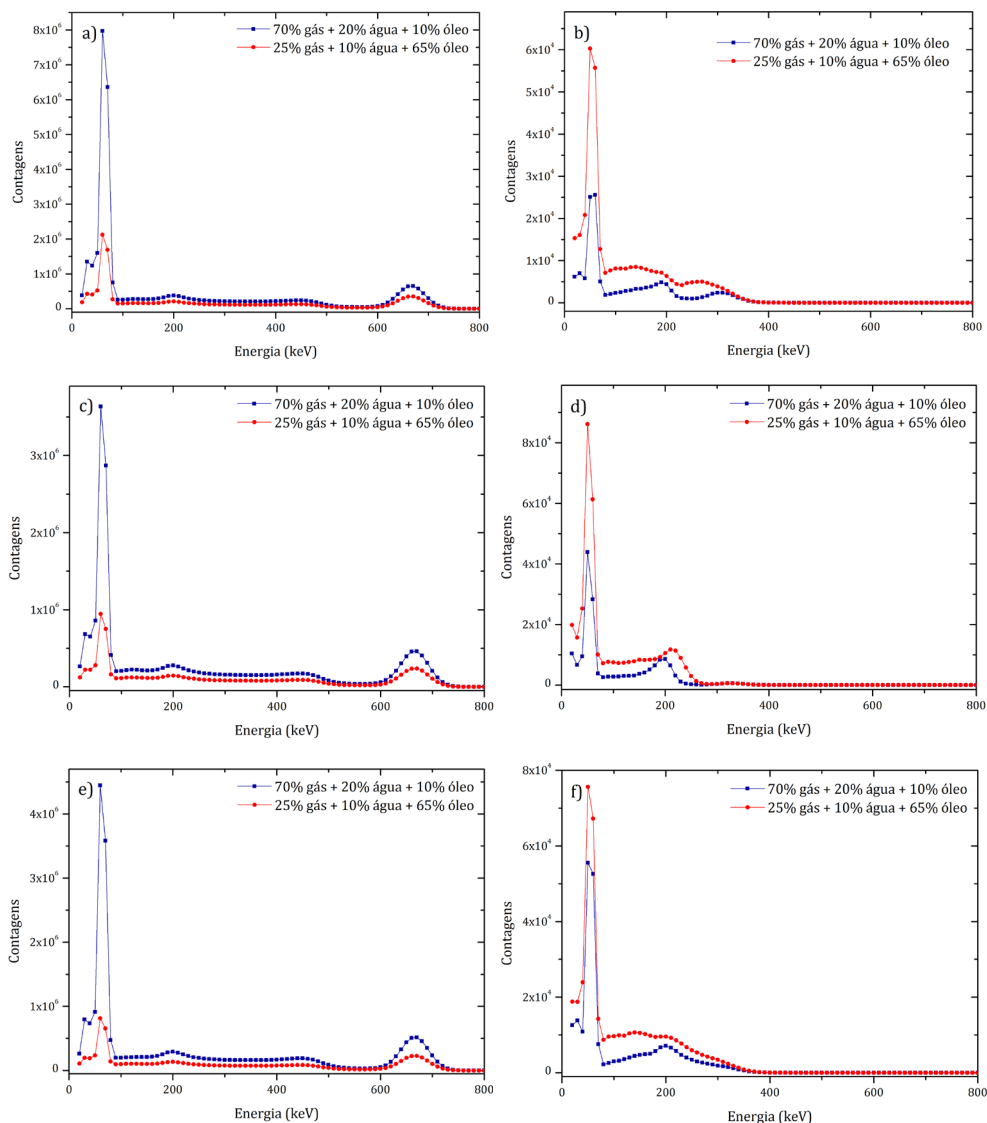 a)
70% gás + 20% água + 10% óleo
25% gás + 10% água + 65% óleo
8x10⁶
7x10⁶
6x10⁶
5x10⁶
4x10⁶
3x10⁶
2x10⁶
1x10⁶
0
Contagens
0 200 400 600 800
Energia (keV)
b)
70% gás + 20% água + 10% óleo
25% gás + 10% água + 65% óleo
6x10⁴
5x10⁴
4x10⁴
3x10⁴
2x10⁴
1x10⁴
0
Contagens
0 200 400 600 800
Energia (keV)
c)
70% gás + 20% água + 10% óleo
25% gás + 10% água + 65% óleo
3x10⁶
2x10⁶
1x10⁶
0
Contagens
0 200 400 600 800
Energia (keV)
d)
70% gás + 20% água + 10% óleo
25% gás + 10% água + 65% óleo
8x10⁴
6x10⁴
4x10⁴
2x10⁴
0
Contagens
0 200 400 600 800
Energia (keV)
e)
70% gás + 20% água + 10% óleo
25% gás + 10% água + 65% óleo
4x10⁶
3x10⁶
2x10⁶
1x10⁶
0
Contagens
0 200 400 600 800
Energia (keV)
f)
70% gás + 20% água + 10% óleo
25% gás + 10% água + 65% óleo
8x10⁴
6x10⁴
4x10⁴
2x10⁴
0
Contagens
0 200 400 600 800
Energia (keV)